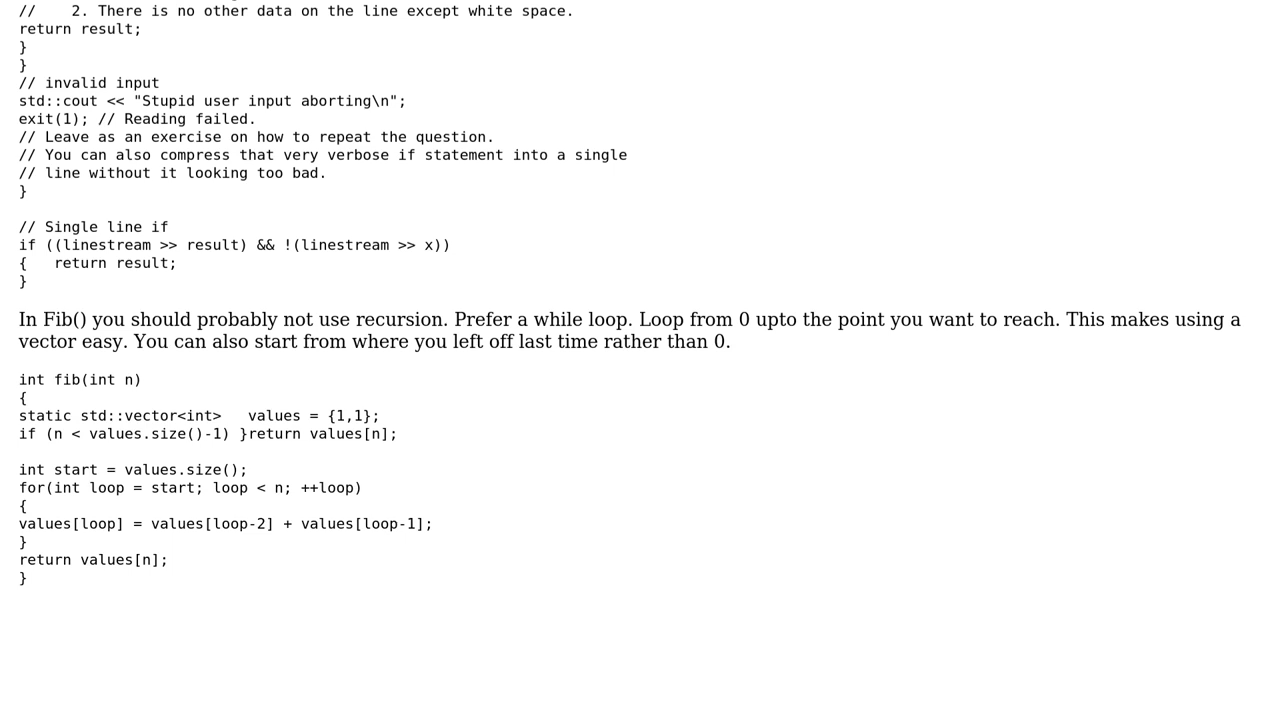 //    2. There is no other data on the line except white space.
return result;
}
}
// invalid input
std::cout << "Stupid user input aborting\n";
exit(1); // Reading failed.
// Leave as an exercise on how to repeat the question.
// You can also compress that very verbose if statement into a single
// line without it looking too bad.
}

// Single line if
if ((linestream >> result) && !(linestream >> x))
{   return result;
}

In Fib() you should probably not use recursion. Prefer a while loop. Loop from 0 upto the point you want to reach. This makes using a
vector easy. You can also start from where you left off last time rather than 0.

int fib(int n)
{
static std::vector<int>   values = {1,1};
if (n < values.size()-1) }return values[n];

int start = values.size();
for(int loop = start; loop < n; ++loop)
{
values[loop] = values[loop-2] + values[loop-1];
}
return values[n];
}